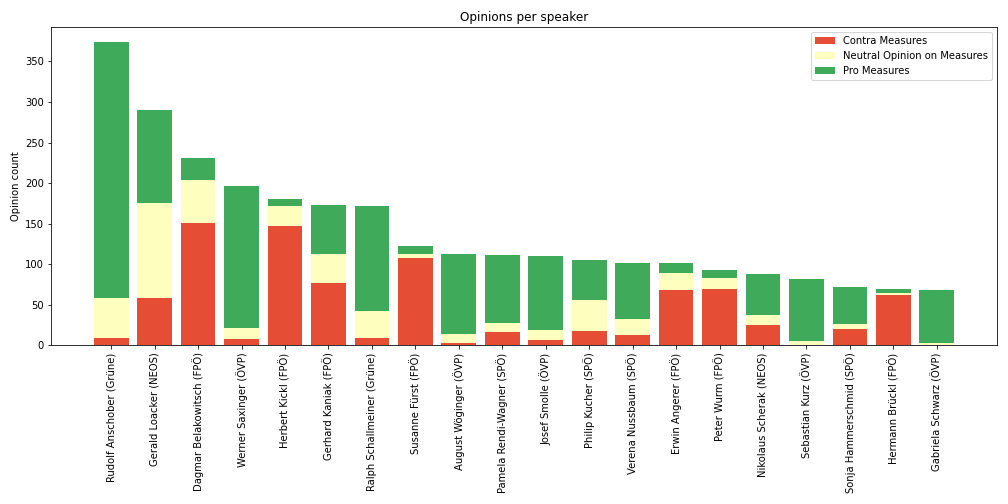 Opinions per speaker
Contra Measures
Neutral Opinion on Measures
Pro Measures
Opinion count
350
300
250
200
150
100
50
0
Rudolf Anschober (Grüne)
Gerald Loacker (NEOS)
Dagmar Belakowitsch (FPÖ)
Werner Saxinger (ÖVP)
Herbert Kickl (FPÖ)
Gerhard Kaniak (FPÖ)
Ralph Schallmeiner (Grüne)
Susanne Fürst (FPÖ)
August Wöginger (ÖVP)
Pamela Rendi-Wagner (SPÖ)
Josef Smolle (ÖVP)
Philip Kucher (SPÖ)
Verena Nussbaum (SPÖ)
Erwin Angerer (FPÖ)
Peter Wurm (FPÖ)
Nikolaus Scherak (NEOS)
Sebastian Kurz (ÖVP)
Sonja Hammerschmid (SPÖ)
Hermann Brückl (FPÖ)
Gabriela Schwarz (ÖVP)